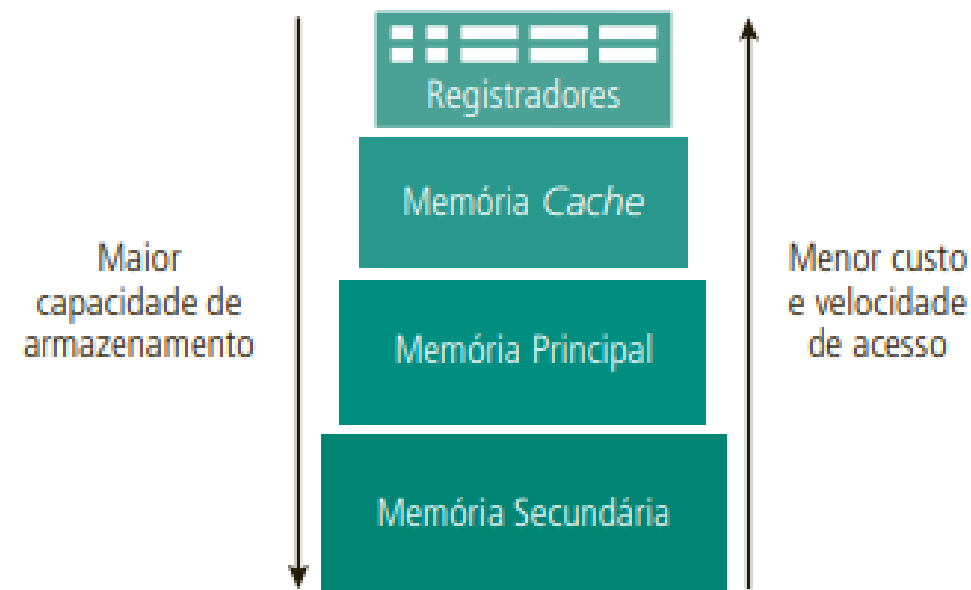 Registradores
Memória Cache
Maior
capacidade de
armazenamento
Menor custo
e velocidade
de acesso
Memória Principal
Memória Secundária